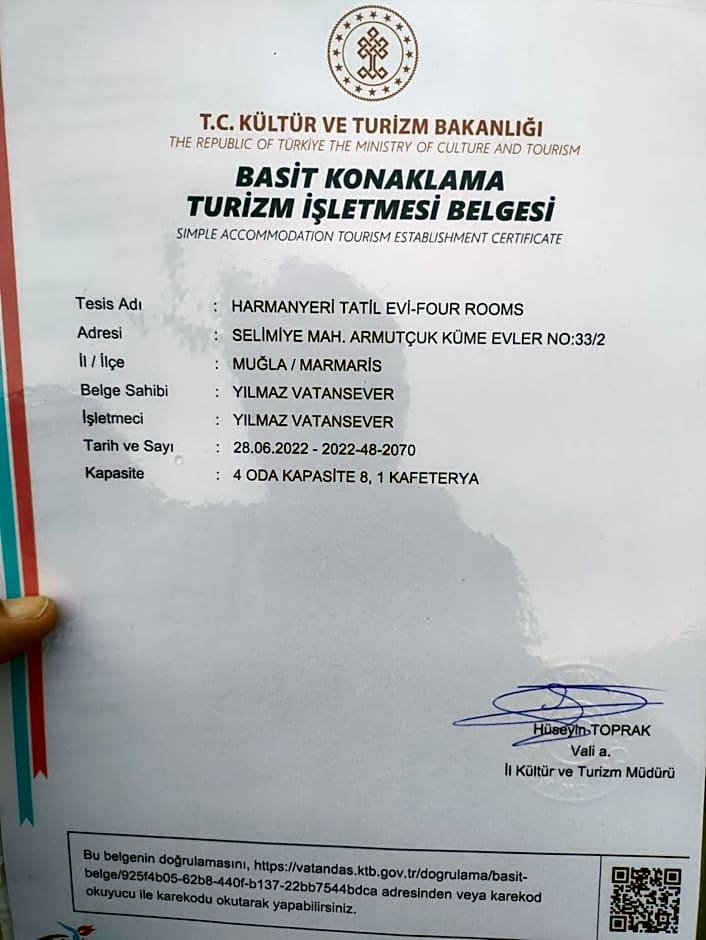 T.C. KÜLTÜR VE TURİZM BAKANLIĞI
THE REPUBLIC OF TÜRKİYE THE MINISTRY OF CULTURE AND TOURISM
BASİT KONAKLAMA
TURİZM İŞLETMESİ BELGESİ
SIMPLE ACCOMMODATION TOURISM ESTABLISHMENT CERTIFICATE
Tesis Adı : HARMANYERİ TATİL EVİ-FOUR ROOMS
Adresi : SELİMİYE MAH. ARMUTÇUK KÜME EVLER NO:33/2
İl / İlçe : MUĞLA / MARMARİS
Belge Sahibi : YILMAZ VATANSEVER
İşletmeci : YILMAZ VATANSEVER
Tarih ve Sayı : 28.06.2022 - 2022-48-2070
Kapasite : 4 ODA KAPASİTE 8, 1 KAFETERYA
Hüseyin TOPRAK
Vali a.
İl Kültür ve Turizm Müdürü
Bu belgenin doğrulamasını, https://vatandas.ktb.gov.tr/dogrulama/basit-
belge/925f4b05-62b8-440f-b137-22bb7544bdca adresinden veya karekod
okuyucu ile karekodu okutarak yapabilirsiniz.